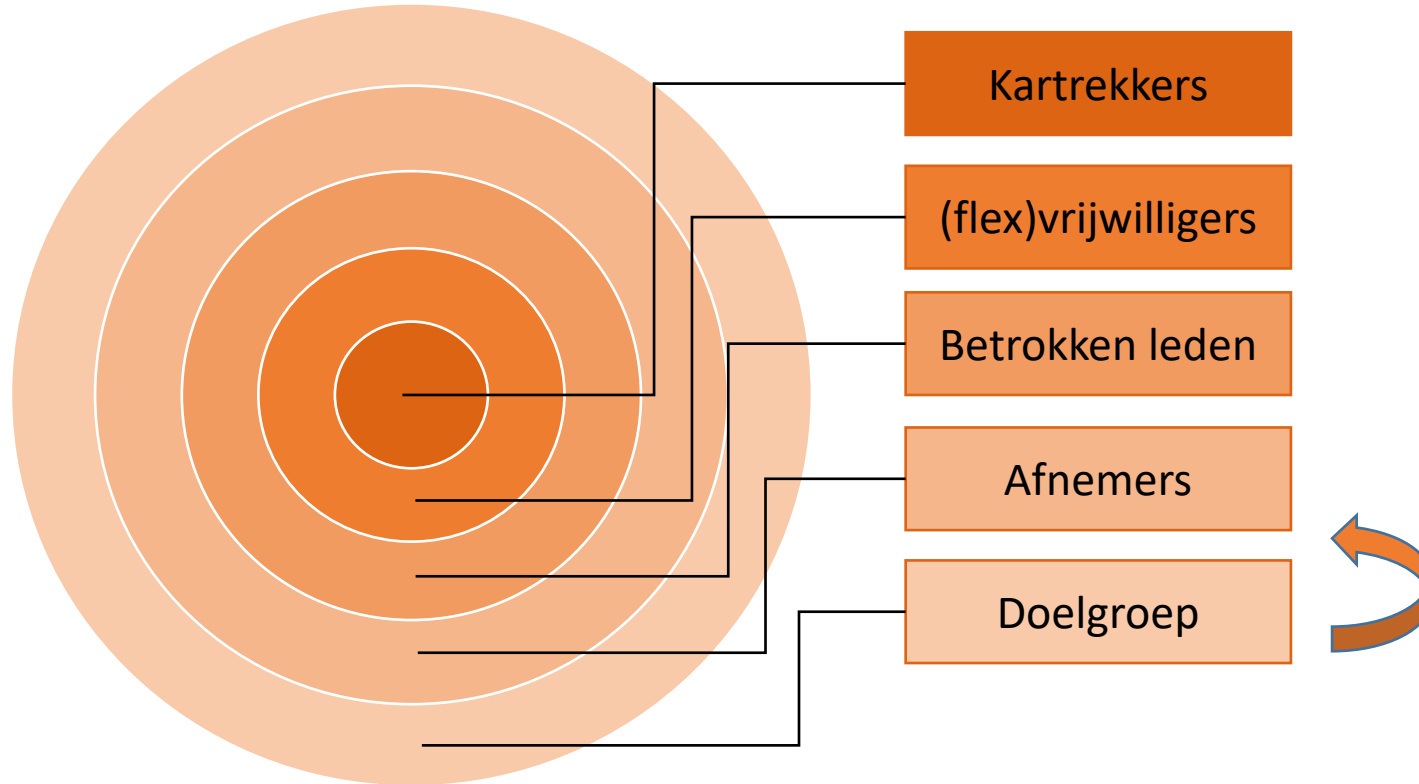 Kartrekkers
(flex)vrijwilligers
Betrokken leden
Afnemers
Doelgroep